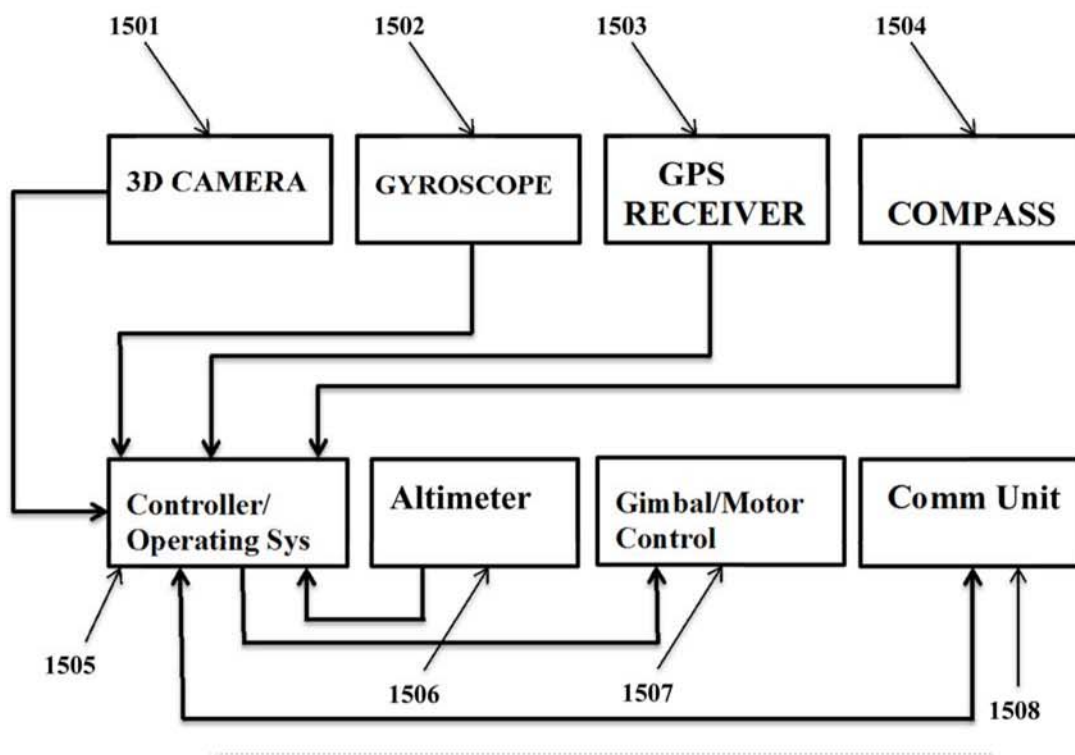 1501
1502
1503
1504
3D CAMERA
GYROSCOPE
GPS
RECEIVER
COMPASS
Controller/
Operating Sys
Altimeter
Gimbal/Motor
Control
Comm Unit
1505
1506
1507
1508